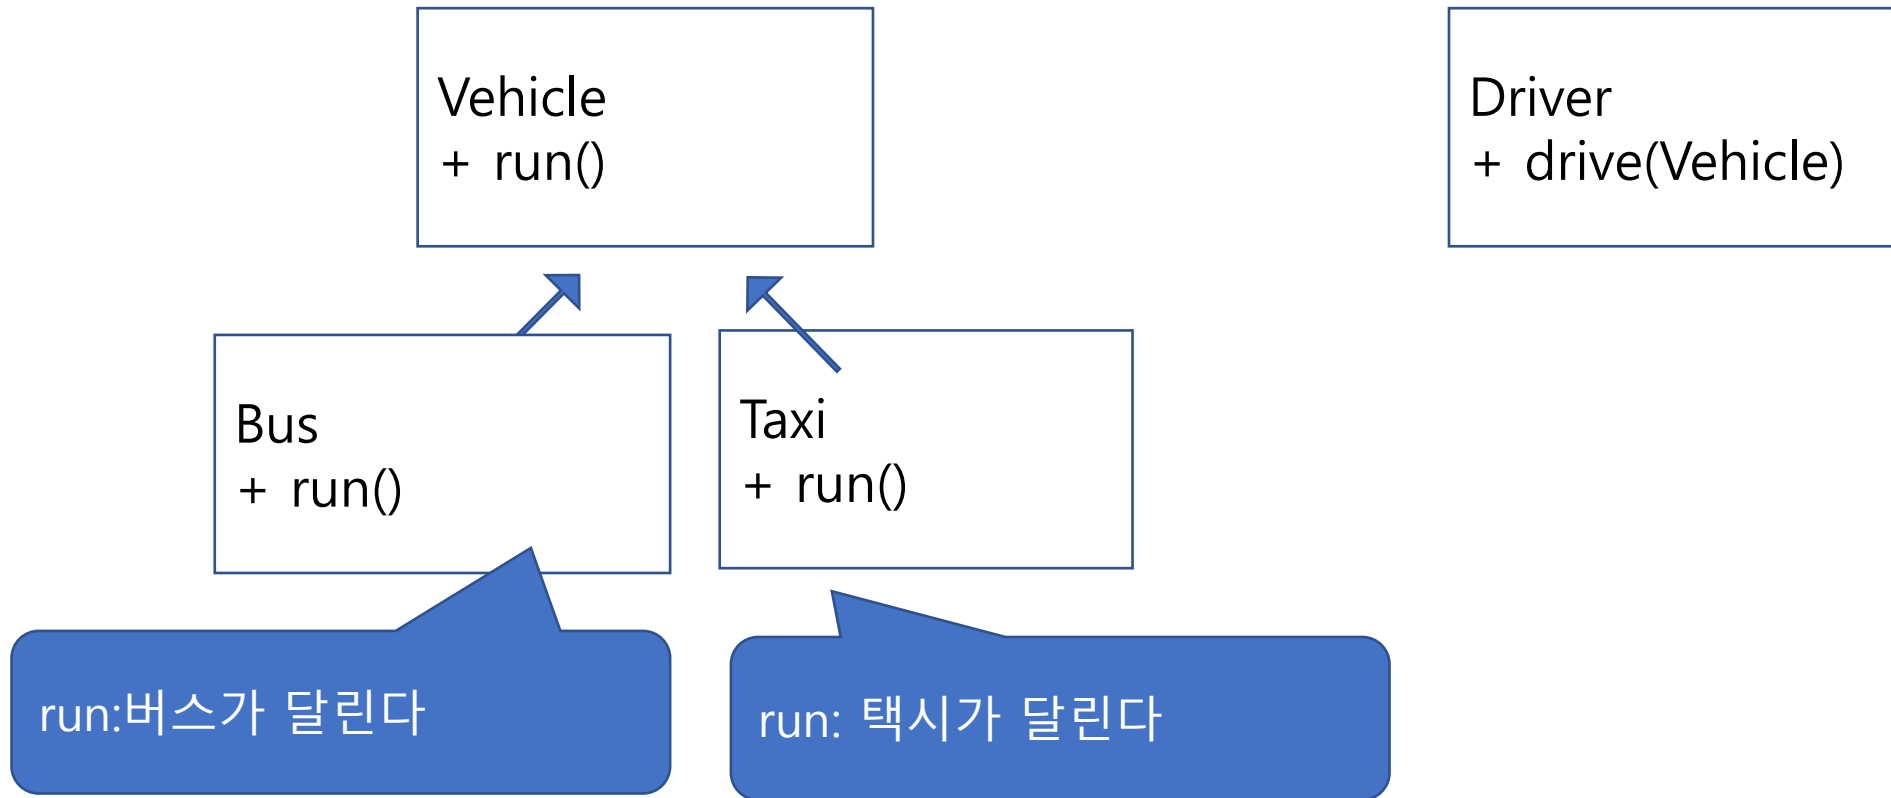 Vehicle
+ run()
Driver
+ drive(Vehicle)
Bus
+ run()
Taxi
+ run()
run:버스가 달린다
run: 택시가 달린다